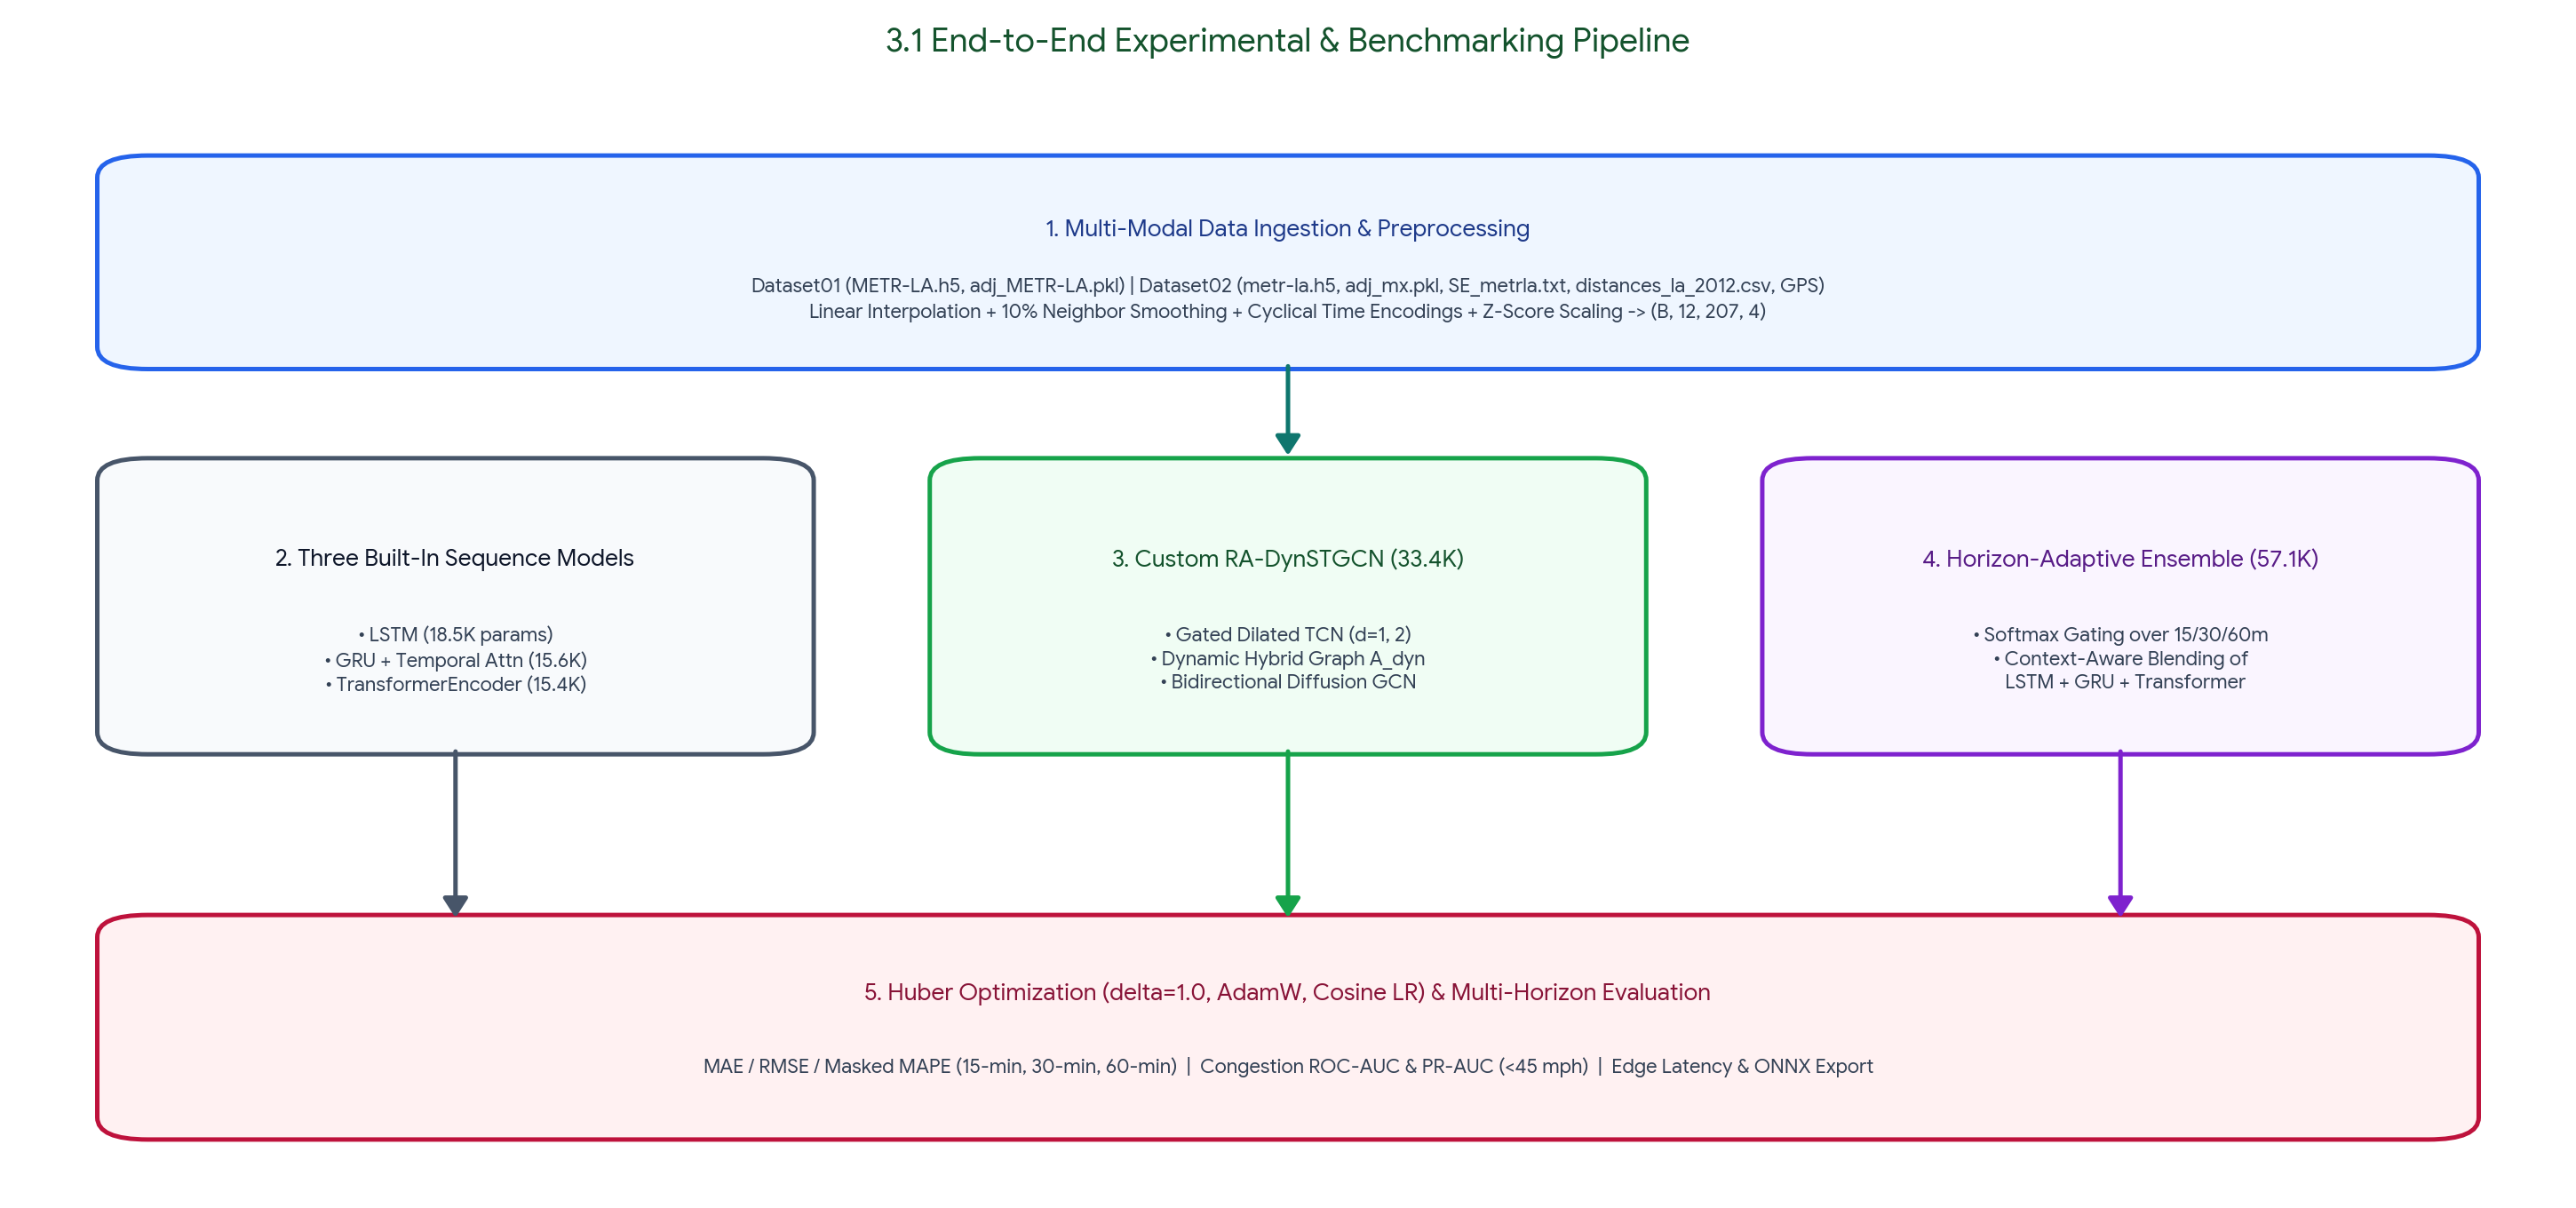 3.1 End-to-End Experimental & Benchmarking Pipeline
1. Multi-Modal Data Ingestion & Preprocessing
Dataset01 (METR-LA.h5, adj_METR-LA.pkl) | Dataset02 (metr-la.h5, adj_mx.pkl, SE_metrla.txt, distances_la_2012.csv, GPS)
Linear Interpolation + 10% Neighbor Smoothing + Cyclical Time Encodings + Z-Score Scaling -> (B, 12, 207, 4)
2. Three Built-In Sequence Models
• LSTM (18.5K params)
• GRU + Temporal Attn (15.6K)
• TransformerEncoder (15.4K)
3. Custom RA-DynSTGCN (33.4K)
• Gated Dilated TCN (d=1, 2)
• Dynamic Hybrid Graph A_dyn
• Bidirectional Diffusion GCN
4. Horizon-Adaptive Ensemble (57.1K)
• Softmax Gating over 15/30/60m
• Context-Aware Blending of
LSTM + GRU + Transformer
5. Huber Optimization (delta=1.0, AdamW, Cosine LR) & Multi-Horizon Evaluation
MAE / RMSE / Masked MAPE (15-min, 30-min, 60-min) | Congestion ROC-AUC & PR-AUC (<45 mph) | Edge Latency & ONNX Export